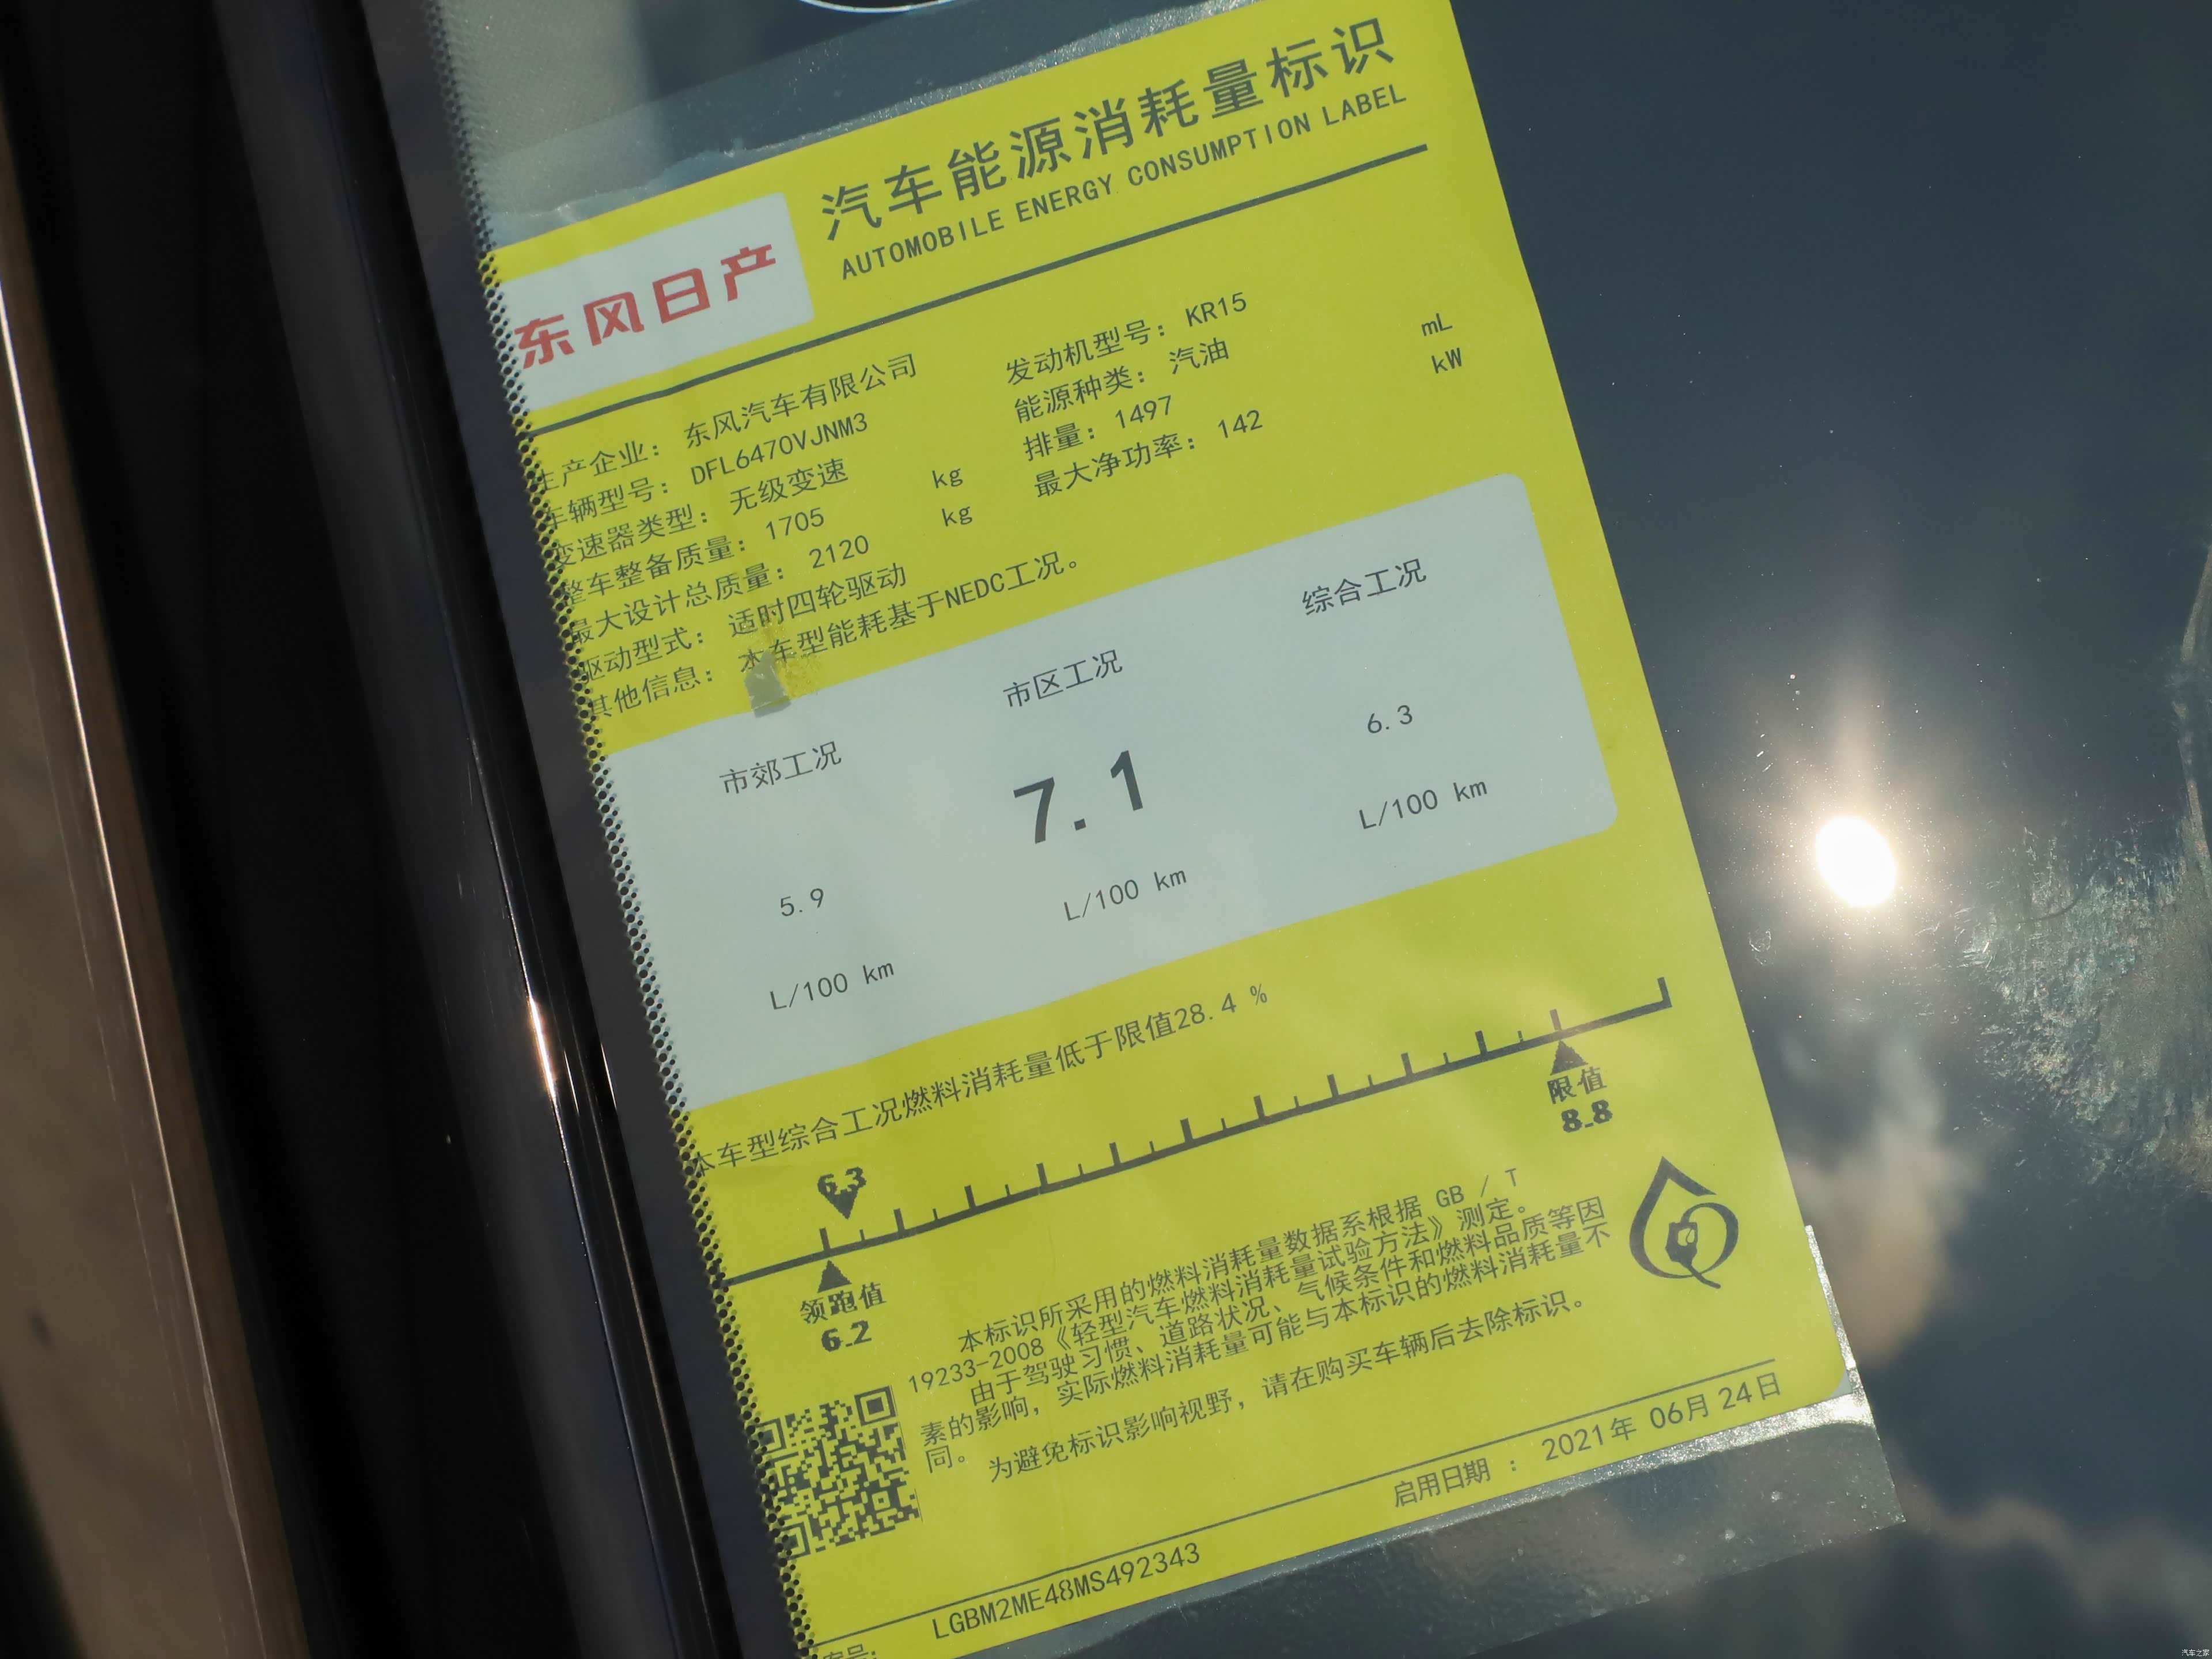 汽车能源消耗量标识
AUTOMOBILE ENERGY CONSUMPTION LABEL
东风日产
生产企业： 东风汽车有限公司
车辆型号： DFL6470VJNM3
变速器类型： 无级变速
整车整备质量： 1705 kg
最大设计总质量： 2120 kg
驱动型式： 适时四轮驱动
其他信息： 本车型能耗基于NEDC工况。
发动机型号： KR15
能源种类： 汽油
排量： 1497 mL
最大净功率： 142 kW
市郊工况
5.9
L/100 km
市区工况
7.1
L/100 km
综合工况
6.3
L/100 km
本车型综合工况燃料消耗量低于限值28.4 %
6.3
领跑值
6.2
限值
8.8
本标识所采用的燃料消耗量数据系根据 GB / T
19233-2008《轻型汽车燃料消耗量试验方法》测定。
由于驾驶习惯、道路状况、气候条件和燃料品质等因
素的影响，实际燃料消耗量可能与本标识的燃料消耗量不
同。
为避免标识影响视野，请在购买车辆后去除标识。
启用日期 ： 2021年 06月 24日
LGBM2ME48MS492343
汽车之家